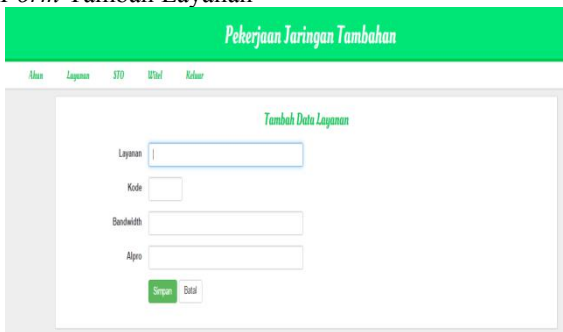 Form Tambah Layanan
Pekerjaan Jaringan Tambahan
Akun Layanan STO Witel Keluar
Tambah Data Layanan
Layanan
Kode
Bandwidth
Alpro
Simpan Batal